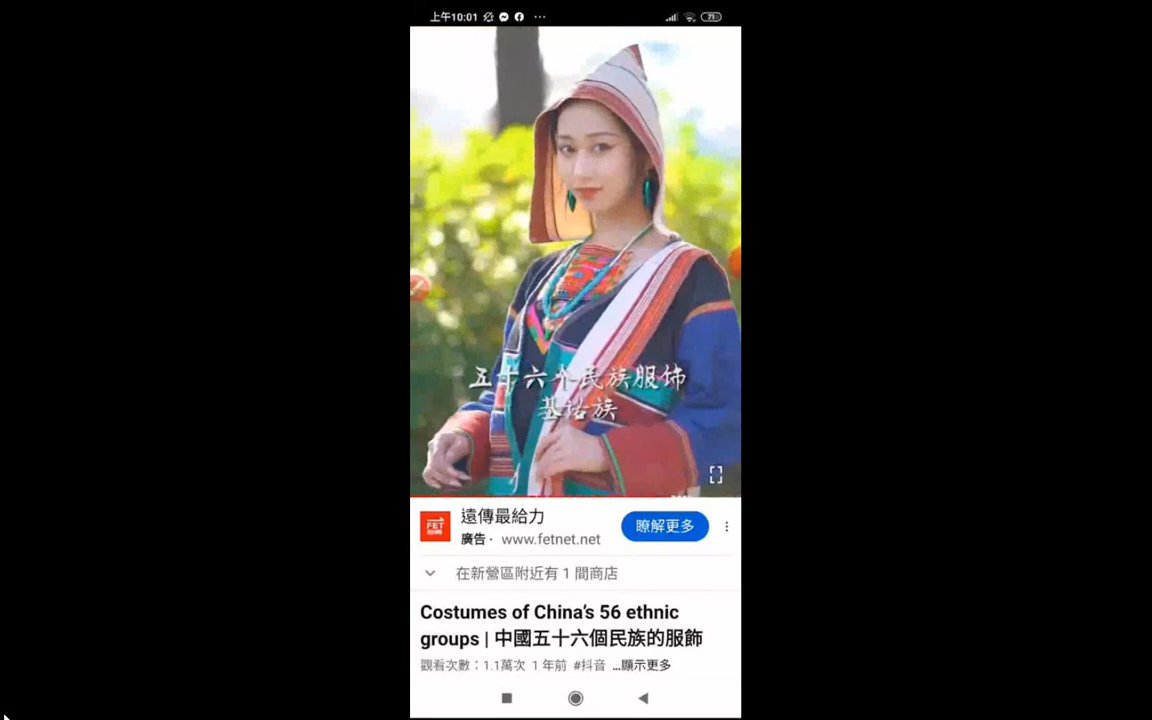 上午10:01
71
五十六个民族服饰
基诺族
FET
遠傳最給力
瞭解更多
廣告 · www.fetnet.net
在新營區附近有 1 間商店
Costumes of China's 56 ethnic
groups | 中國五十六個民族的服飾
觀看次數：1.1萬次 1 年前 #抖音 ...顯示更多